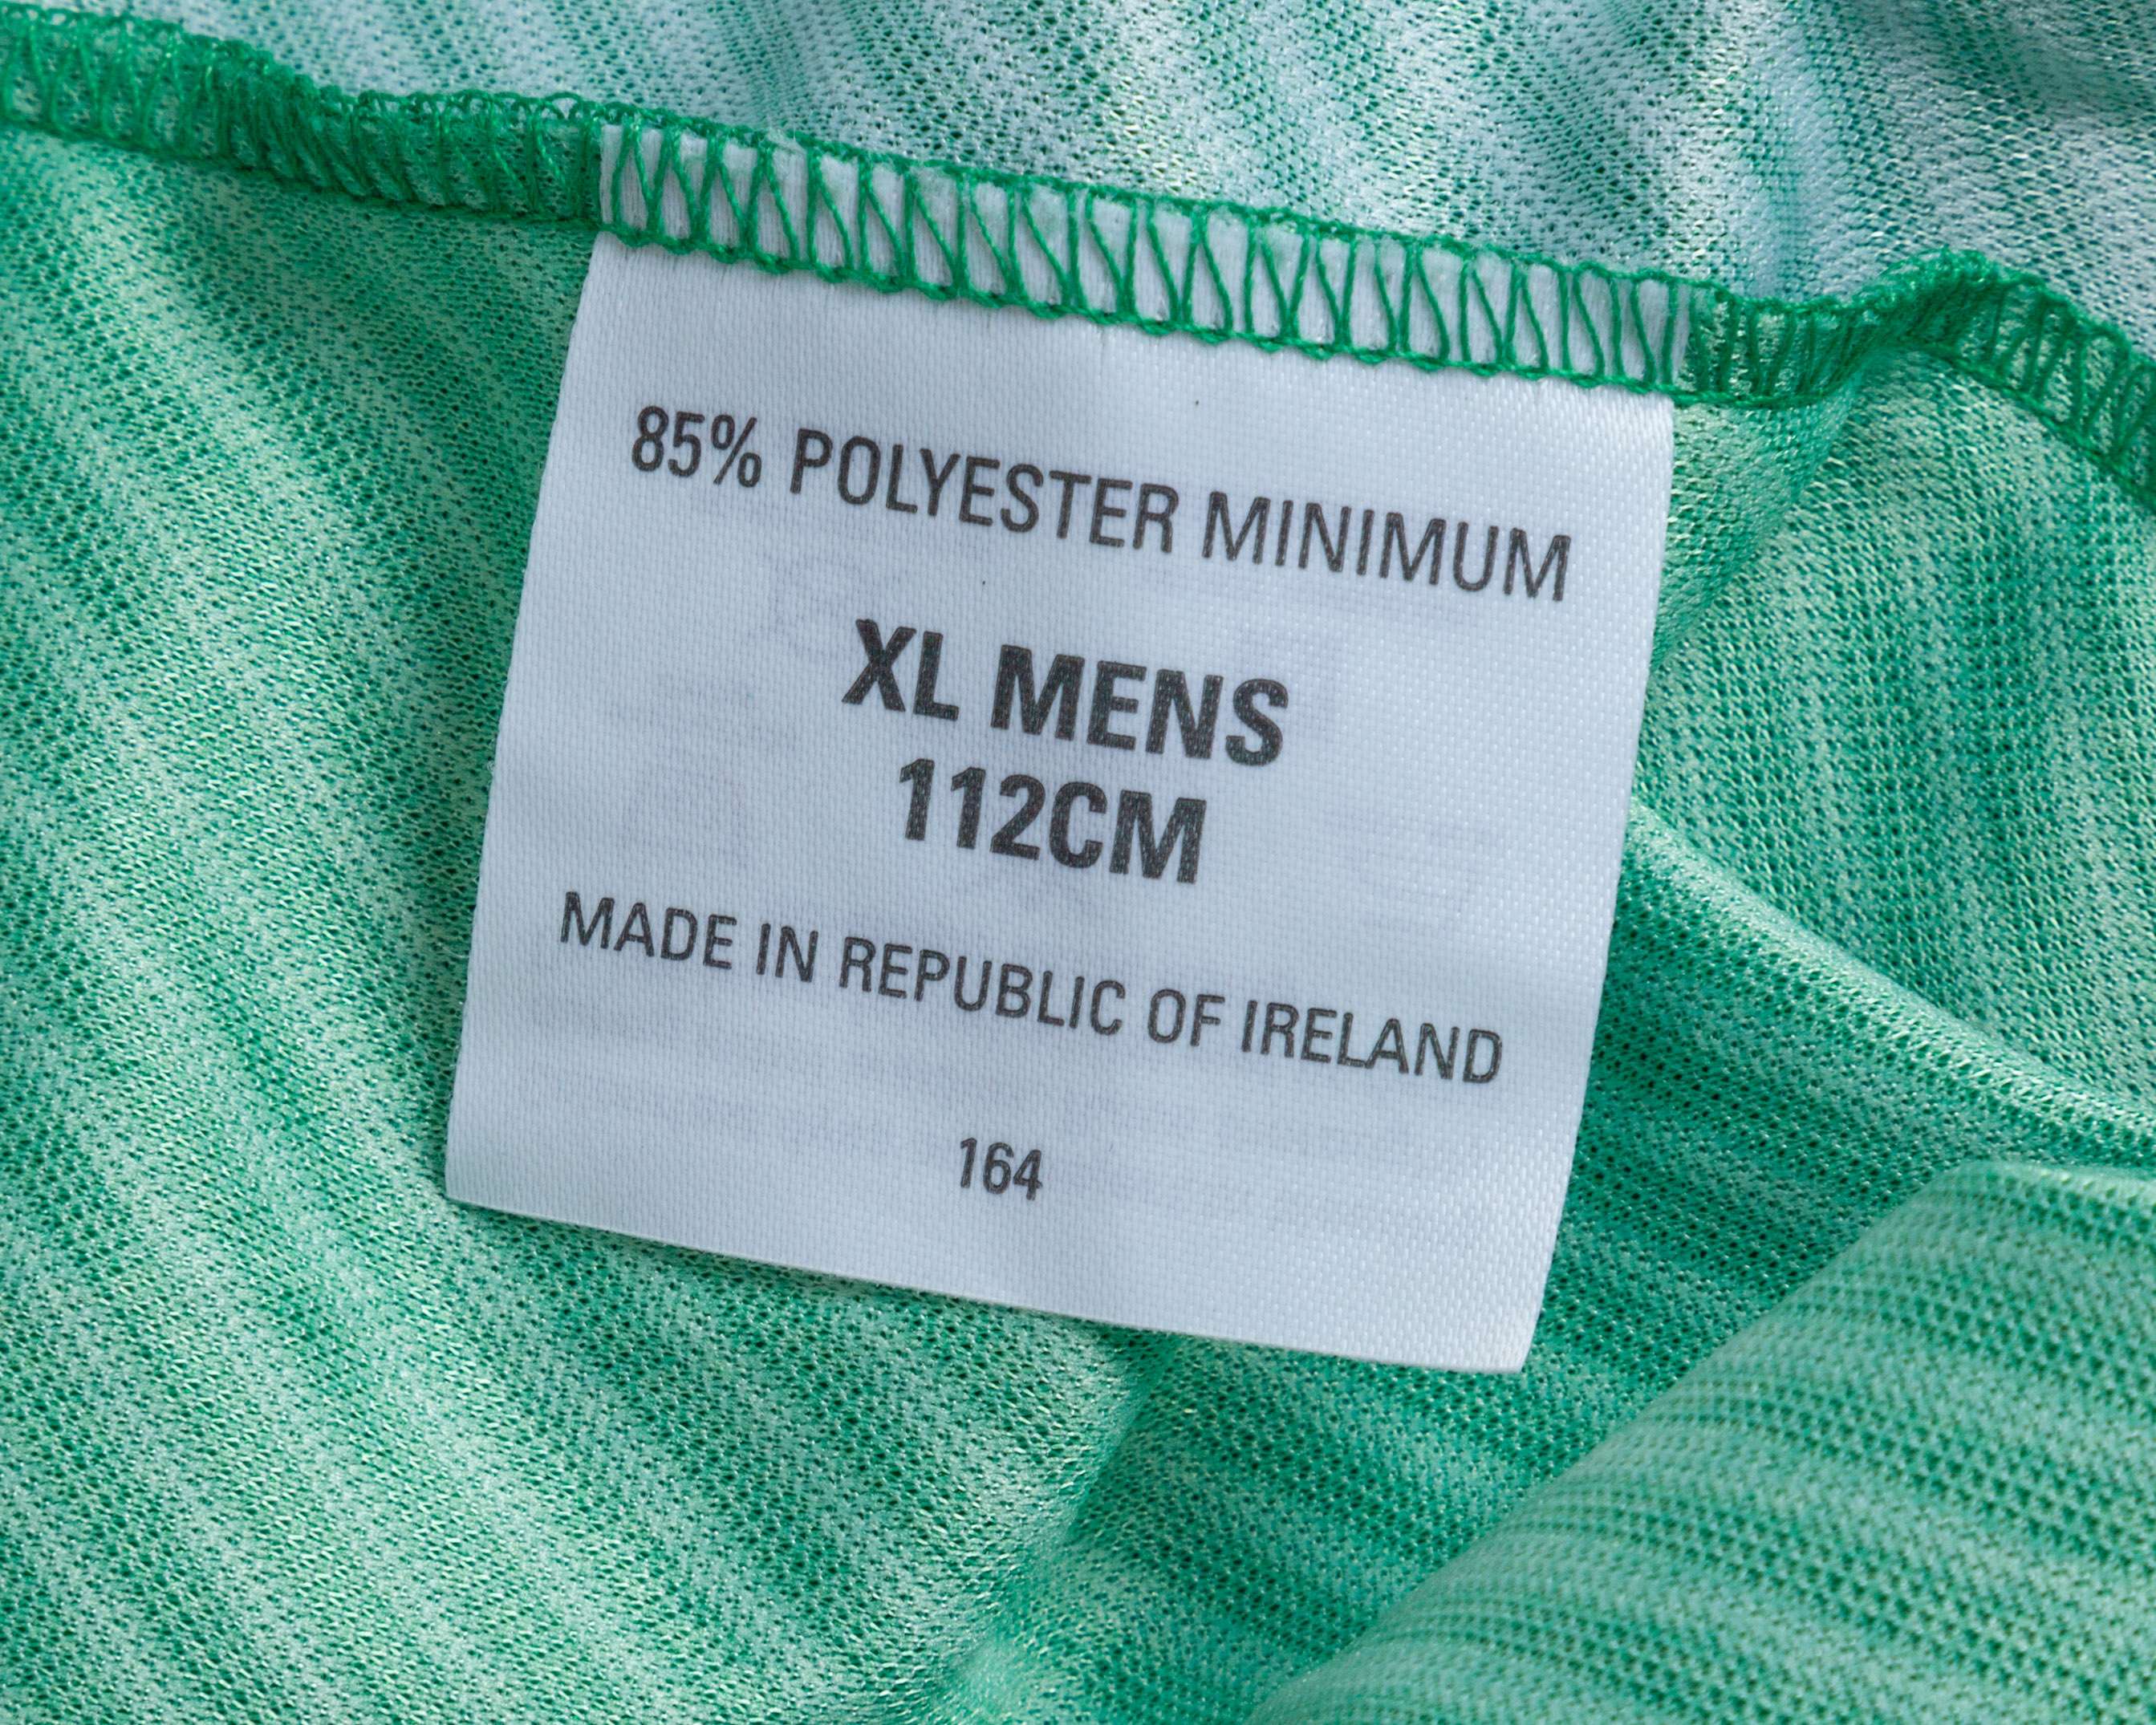 85% POLYESTER MINIMUM
XL MENS
112CM
MADE IN REPUBLIC OF IRELAND
164